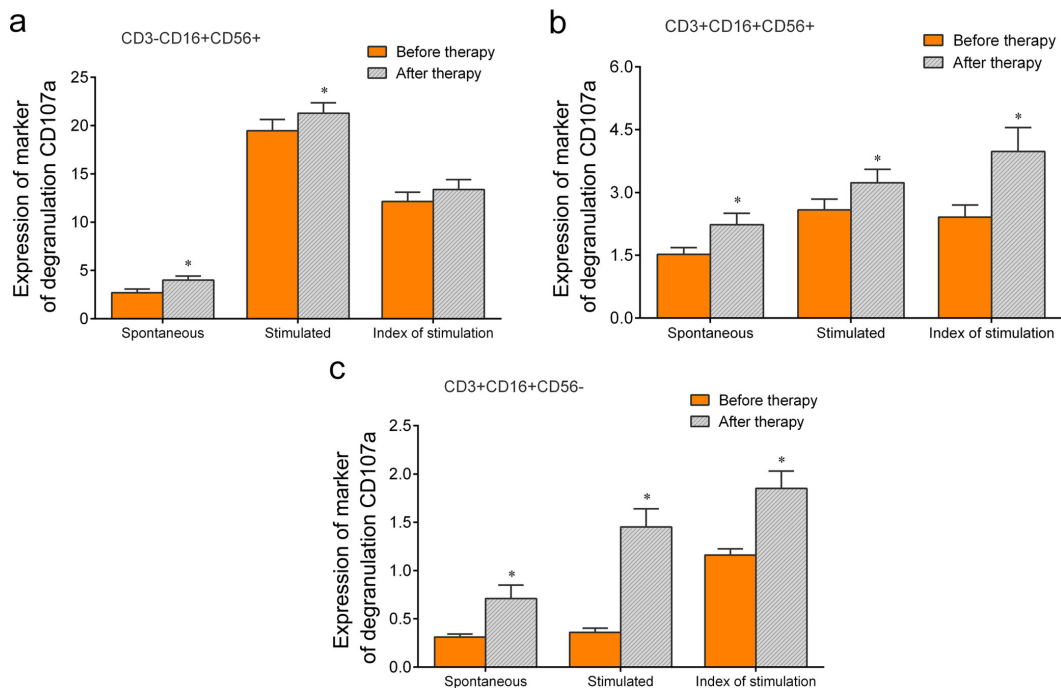 a
CD3-CD16+CD56+
Before therapy
After therapy
Expression of marker
of degranulation CD107a
25
20
15
10
5
0
*
*
Spontaneous
Stimulated
Index of stimulation
b
CD3+CD16+CD56+
Before therapy
After therapy
Expression of marker
of degranulation CD107a
6.0
4.5
3.0
1.5
0.0
*
*
*
Spontaneous
Stimulated
Index of stimulation
c
CD3+CD16+CD56-
Before therapy
After therapy
Expression of marker
of degranulation CD107a
2.5
2.0
1.5
1.0
0.5
0.0
*
*
*
Spontaneous
Stimulated
Index of stimulation